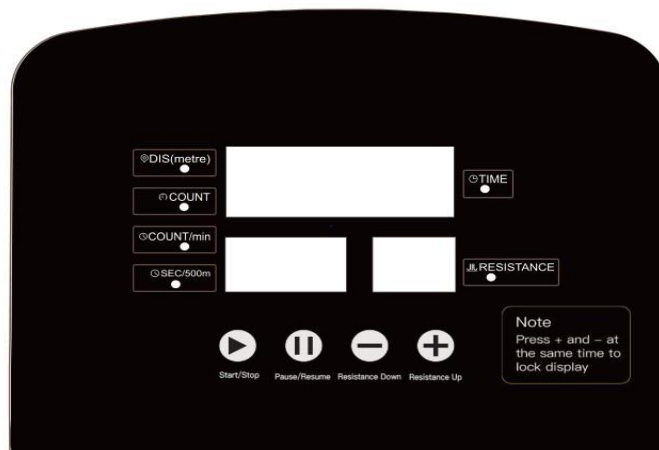 DIS(metre)
COUNT
TIME
COUNT/min
SEC/500m
RESISTANCE
Start/Stop
Pause/Resume
Resistance Down
Resistance Up
Note
Press + and – at
the same time to
lock display